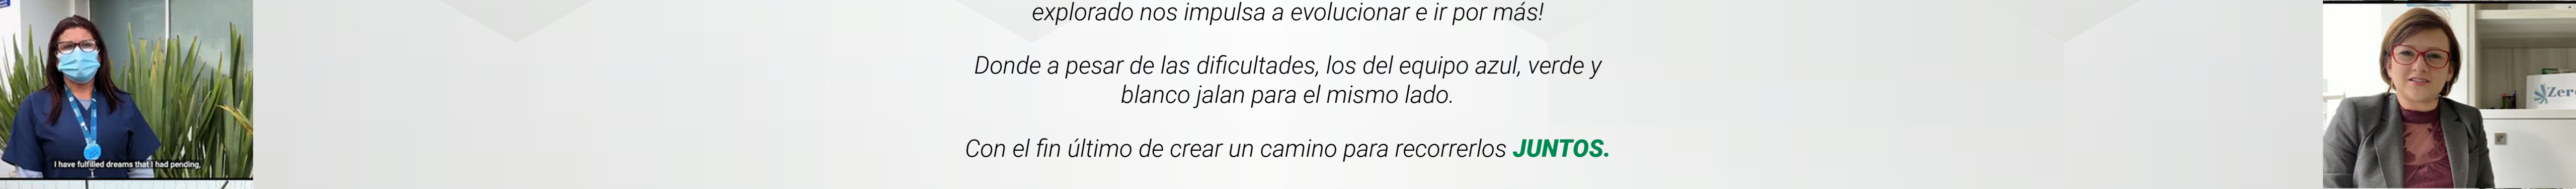 explorado nos impulsa a evolucionar e ir por más!
Donde a pesar de las dificultades, los del equipo azul, verde y
blanco jalan para el mismo lado.
Con el fin último de crear un camino para recorrerlos JUNTOS.
I have fulfilled dreams that I had pending,
Zer